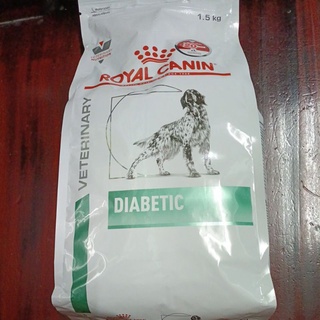 1.5 kg
ROYAL CANIN
VETERINARY
DIABETIC